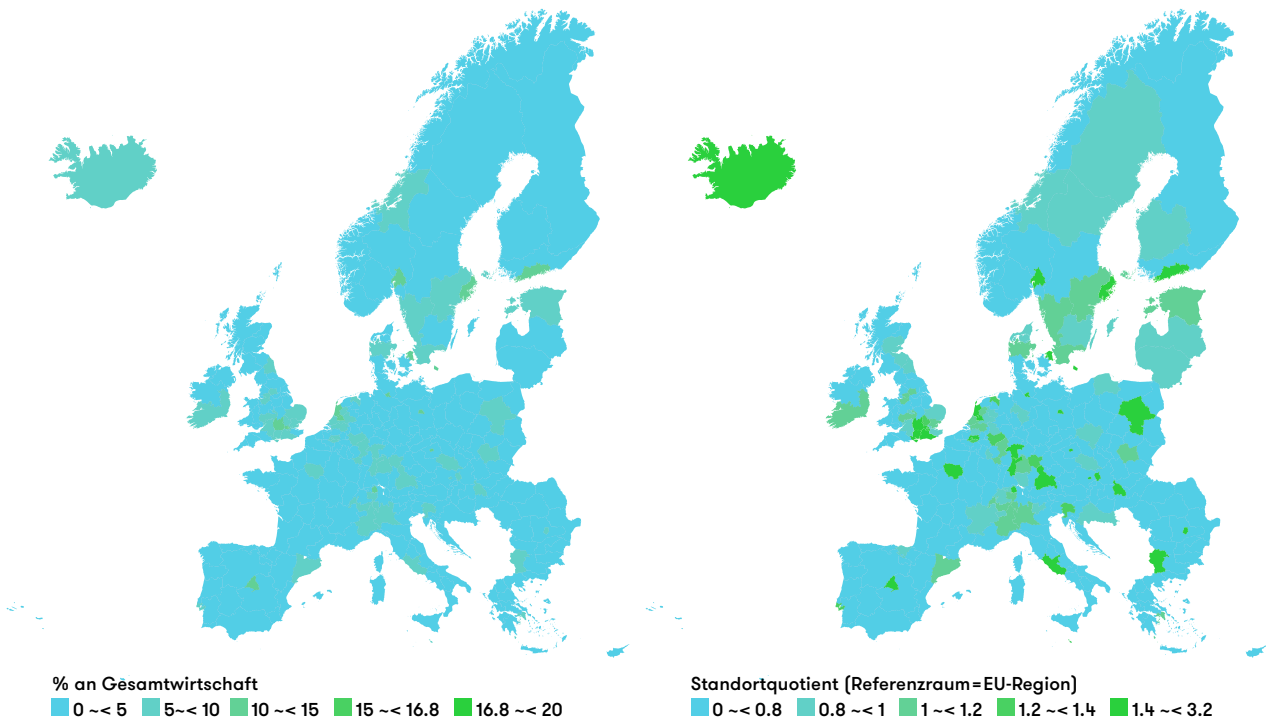 % an Gesamtwirtschaft
0 ~< 5 5~< 10 10 ~< 15 15 ~< 16.8 16.8 ~< 20
Standortquotient (Referenzraum=EU-Region)
0 ~< 0.8 0.8 ~< 1 1 ~< 1.2 1.2 ~< 1.4 1.4 ~< 3.2